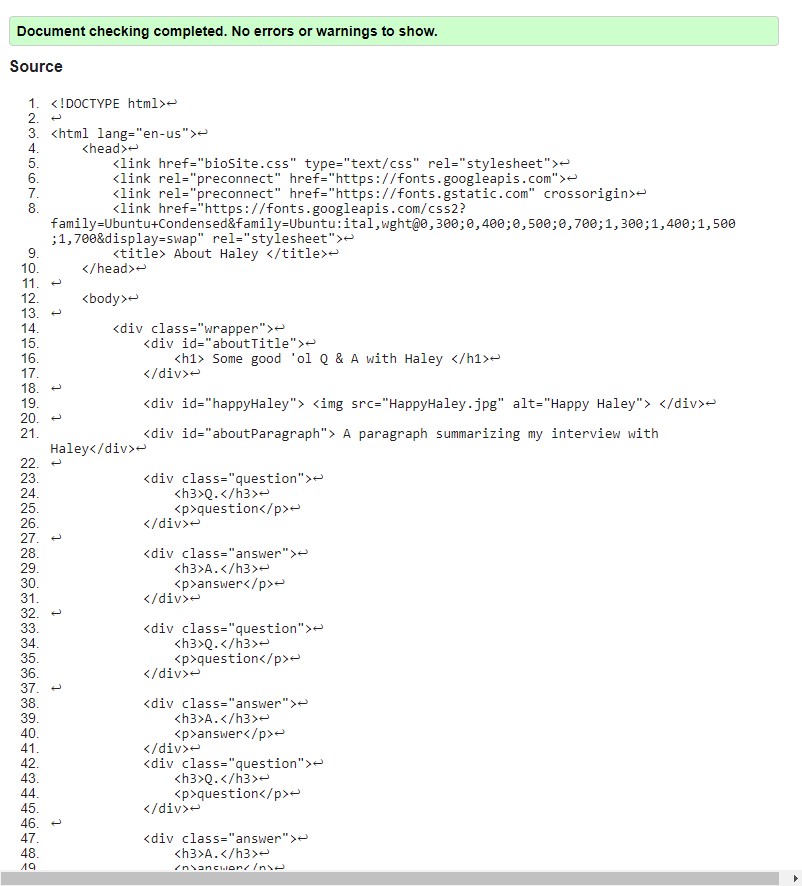 Document checking completed. No errors or warnings to show.
Source
1. <!DOCTYPE html>↩
2. ↩
3. <html lang="en-us">↩
4. <head>↩
5. <link href="bioSite.css" type="text/css" rel="stylesheet">↩
6. <link rel="preconnect" href="https://fonts.googleapis.com">↩
7. <link rel="preconnect" href="https://fonts.gstatic.com" crossorigin>↩
8. <link href="https://fonts.googleapis.com/css2?
family=Ubuntu+Condensed&family=Ubuntu:ital,wght@0,300;0,400;0,500;0,700;1,300;1,400;1,500
;1,700&display=swap" rel="stylesheet">↩
9. <title> About Haley </title>↩
10. </head>↩
11. ↩
12. <body>↩
13. ↩
14. <div class="wrapper">↩
15. <div id="aboutTitle">↩
16. <h1> Some good 'ol Q & A with Haley </h1>↩
17. </div>↩
18. ↩
19. <div id="happyHaley"> <img src="HappyHaley.jpg" alt="Happy Haley"> </div>↩
20. ↩
21. <div id="aboutParagraph"> A paragraph summarizing my interview with
Haley</div>↩
22. ↩
23. <div class="question">↩
24. <h3>Q.</h3>↩
25. <p>question</p>↩
26. </div>↩
27. ↩
28. <div class="answer">↩
29. <h3>A.</h3>↩
30. <p>answer</p>↩
31. </div>↩
32. ↩
33. <div class="question">↩
34. <h3>Q.</h3>↩
35. <p>question</p>↩
36. </div>↩
37. ↩
38. <div class="answer">↩
39. <h3>A.</h3>↩
40. <p>answer</p>↩
41. </div>↩
42. <div class="question">↩
43. <h3>Q.</h3>↩
44. <p>question</p>↩
45. </div>↩
46. ↩
47. <div class="answer">↩
48. <h3>A.</h3>↩
49. <p>answer</p>↩